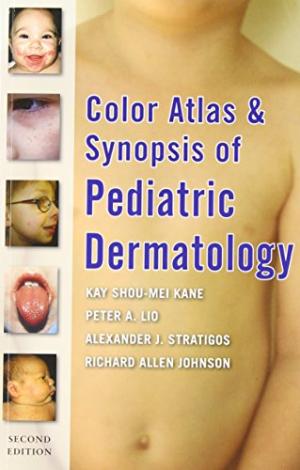 Color Atlas &
Synopsis of
Pediatric
Dermatology
KAY SHOU-MEI KANE
PETER A. LIO
ALEXANDER J. STRATIGOS
RICHARD ALLEN JOHNSON
SECOND
EDITION